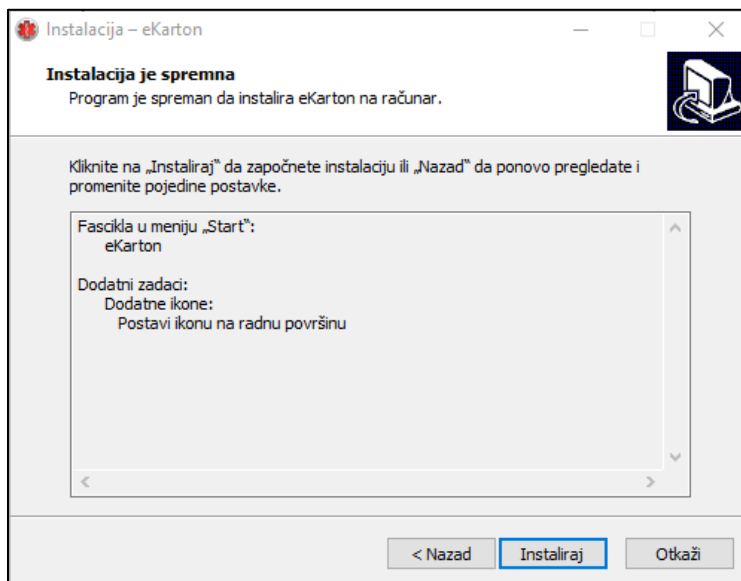 Instalacija – eKarton
Instalacija je spremna
Program je spreman da instalira eKarton na računar.
Kliknite na „Instaliraj“ da započnete instalaciju ili „Nazad“ da ponovo pregledate i
promenite pojedine postavke.
Fascikla u meniju „Start“:
eKarton
Dodatni zadaci:
Dodatne ikone:
Postavi ikonu na radnu površinu
< Nazad
Instaliraj
Otkaži